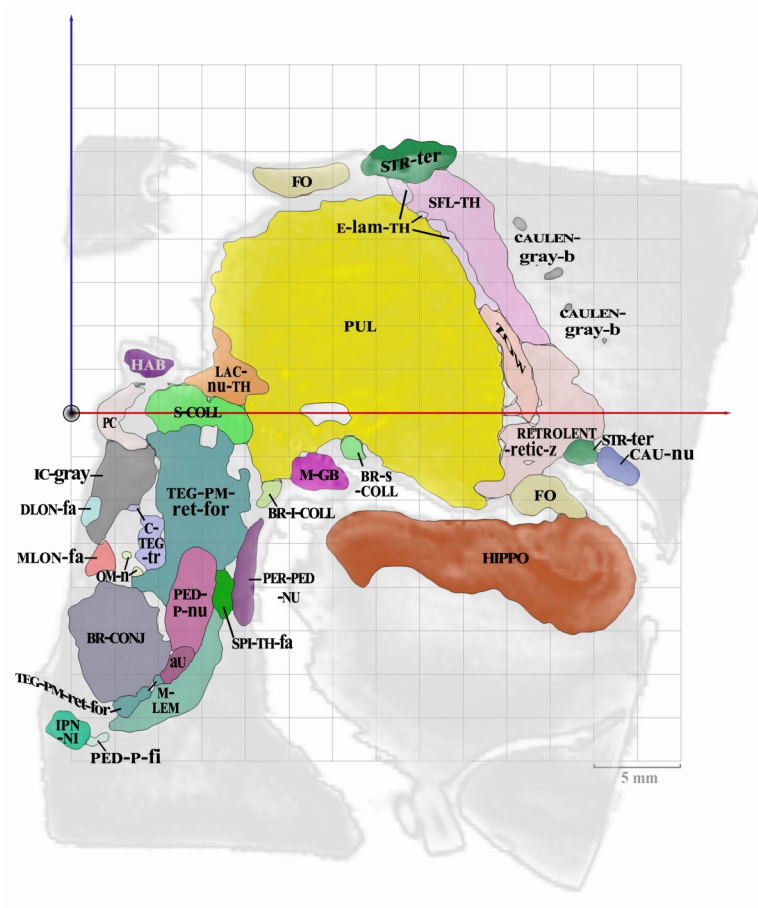 STR-ter
FO
SFL-TH
E-lam-TH
CAULEN-
gray-b
CAULEN-
gray-b
PUL
HAB
LAC-
nu-TH
S-COLL
PC
RETROLENT
-retic-z
STR-ter
CAU-nu
IC-gray
M-GB
BR-S
-COLL
TEG-PM-
ret-for
FO
BR-I-COLL
DLON-fa
C-
TEG
-tr
MLON-fa
OM-n
HIPPO
PER-PED
-NU
PED-
P-nu
BR-CONJ
SPI-TH-fa
aU
TEG-PM-ret-for
M-
LEM
IPN
-NI
PED-P-fi
5 mm